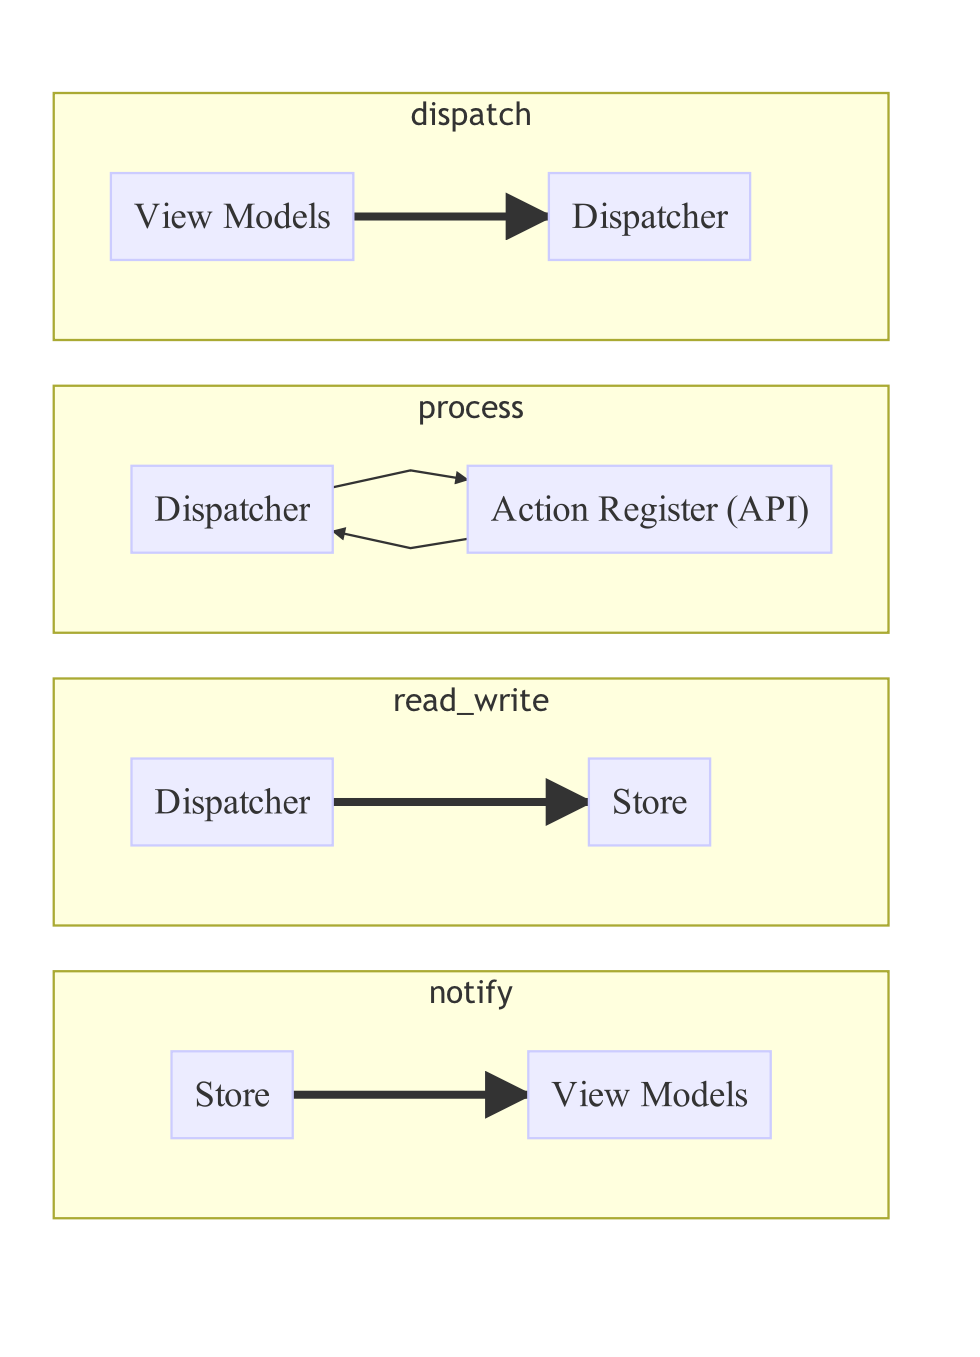 dispatch
View Models
Dispatcher
process
Dispatcher
Action Register (API)
read_write
Dispatcher
Store
notify
Store
View Models